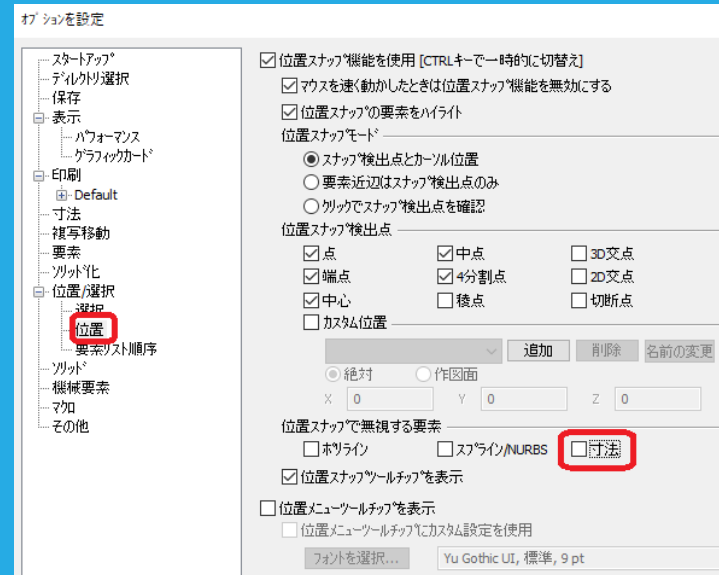 オプションを設定
スタートアップ
ディレクトリ選択
保存
表示
パフォーマンス
グラフィックカード
印刷
Default
寸法
複写移動
要素
ソリッド化
位置/選択
選択
位置
要素リスト順序
ソリッド
機械要素
マクロ
その他
位置スナップ機能を使用 [CTRLキーで一時的に切替え]
マウスを速く動かしたときは位置スナップ機能を無効にする
位置スナップの要素をハイライト
位置スナップモード
スナップ検出点とカーソル位置
要素近辺はスナップ検出点のみ
クリックでスナップ検出点を確認
位置スナップ検出点
点 中点 3D交点
端点 4分割点 2D交点
中心 稜点 切断点
カスタム位置
追加 削除 名前の変更
絶対 作図面
X 0 Y 0 Z 0
位置スナップで無視する要素
ポリライン スプライン/NURBS 寸法
位置スナップツールチップを表示
位置メニューツールチップを表示
位置メニューツールチップにカスタム設定を使用
フォントを選択... Yu Gothic UI, 標準, 9 pt